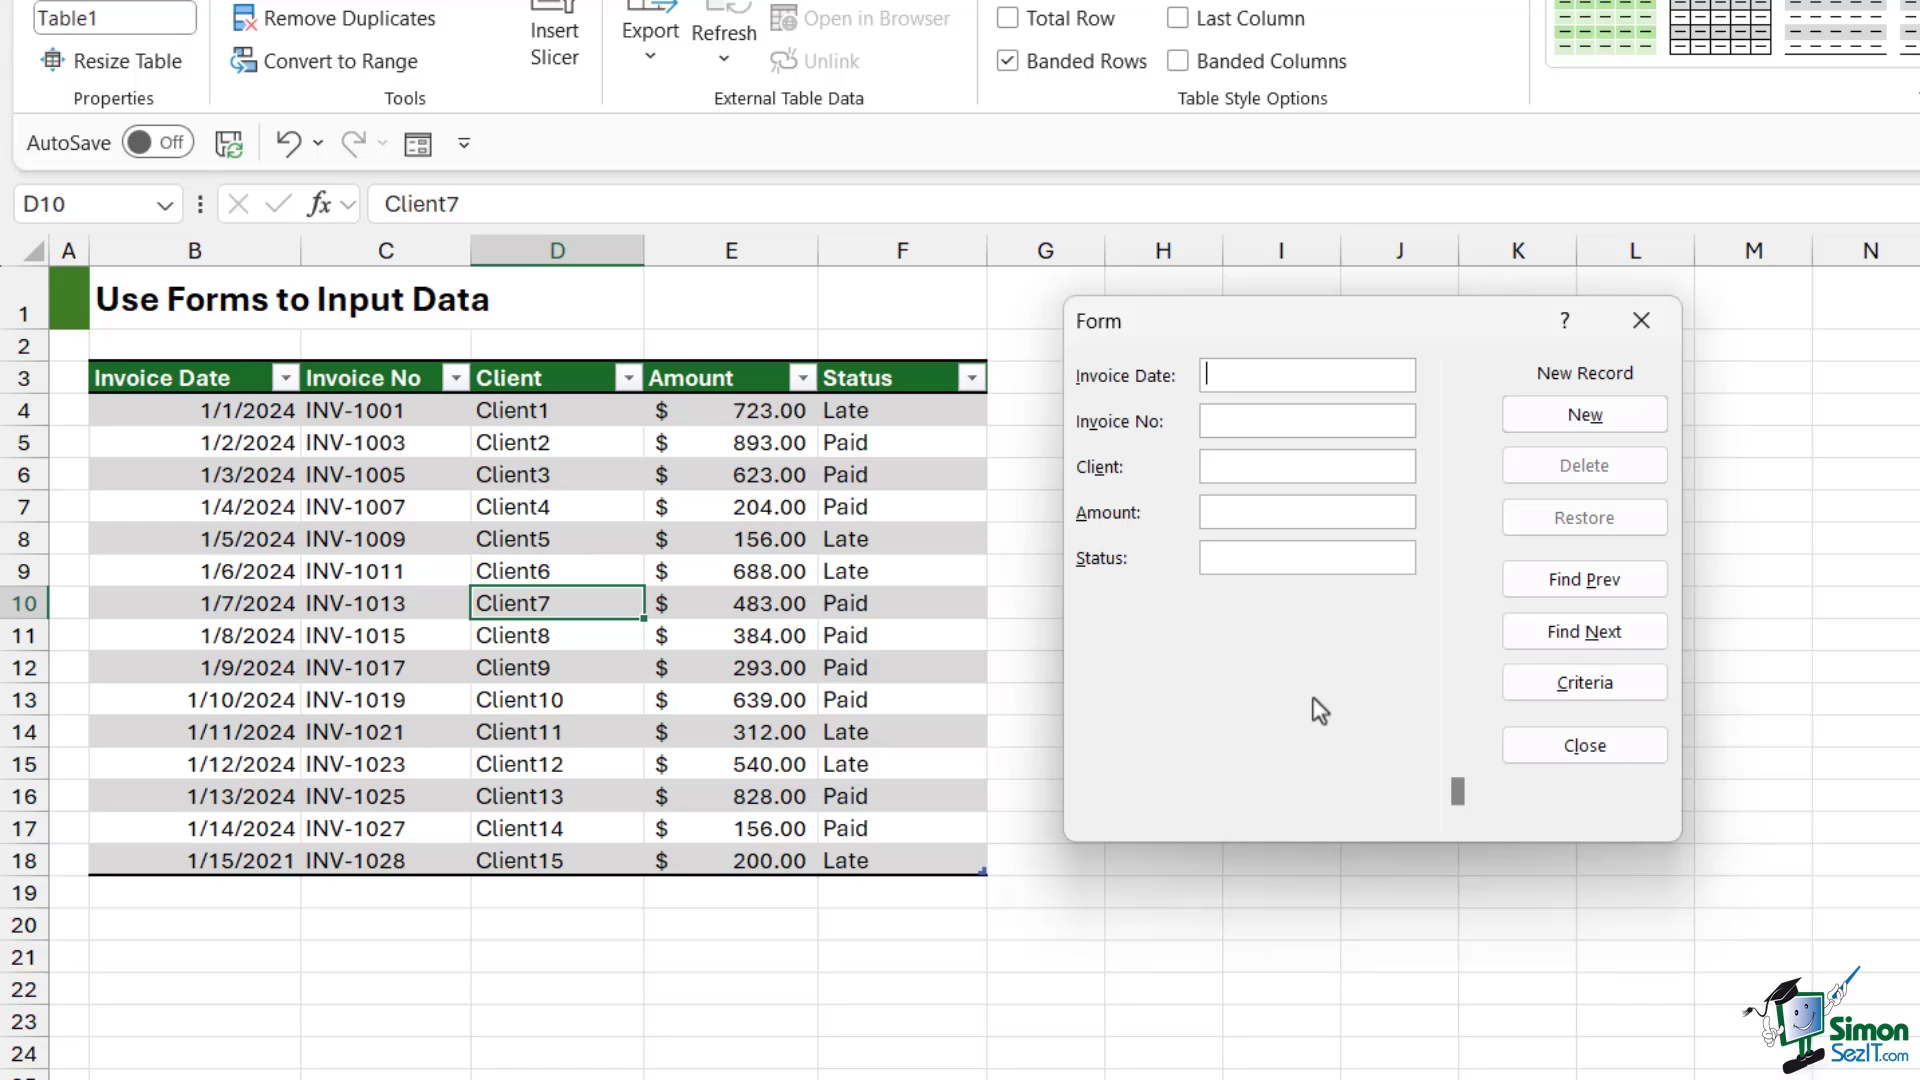 Table1
Remove Duplicates
Insert
Slicer
Export
Refresh
Open in Browser
Total Row
Last Column
Resize Table
Convert to Range
Unlink
Banded Rows
Banded Columns
Properties
Tools
External Table Data
Table Style Options
AutoSave Off
D10
fx
Client7
A B C D E F G H I J K L M N
1 Use Forms to Input Data
2
3 Invoice Date Invoice No Client Amount Status
4 1/1/2024 INV-1001 Client1 $ 723.00 Late
5 1/2/2024 INV-1003 Client2 $ 893.00 Paid
6 1/3/2024 INV-1005 Client3 $ 623.00 Paid
7 1/4/2024 INV-1007 Client4 $ 204.00 Paid
8 1/5/2024 INV-1009 Client5 $ 156.00 Late
9 1/6/2024 INV-1011 Client6 $ 688.00 Late
10 1/7/2024 INV-1013 Client7 $ 483.00 Paid
11 1/8/2024 INV-1015 Client8 $ 384.00 Paid
12 1/9/2024 INV-1017 Client9 $ 293.00 Paid
13 1/10/2024 INV-1019 Client10 $ 639.00 Paid
14 1/11/2024 INV-1021 Client11 $ 312.00 Late
15 1/12/2024 INV-1023 Client12 $ 540.00 Late
16 1/13/2024 INV-1025 Client13 $ 828.00 Paid
17 1/14/2024 INV-1027 Client14 $ 156.00 Paid
18 1/15/2021 INV-1028 Client15 $ 200.00 Late
19
20
21
22
23
24
Form ?
Invoice Date:
Invoice No:
Client:
Amount:
Status:
New Record
New
Delete
Restore
Find Prev
Find Next
Criteria
Close
Simon
SezIT.com